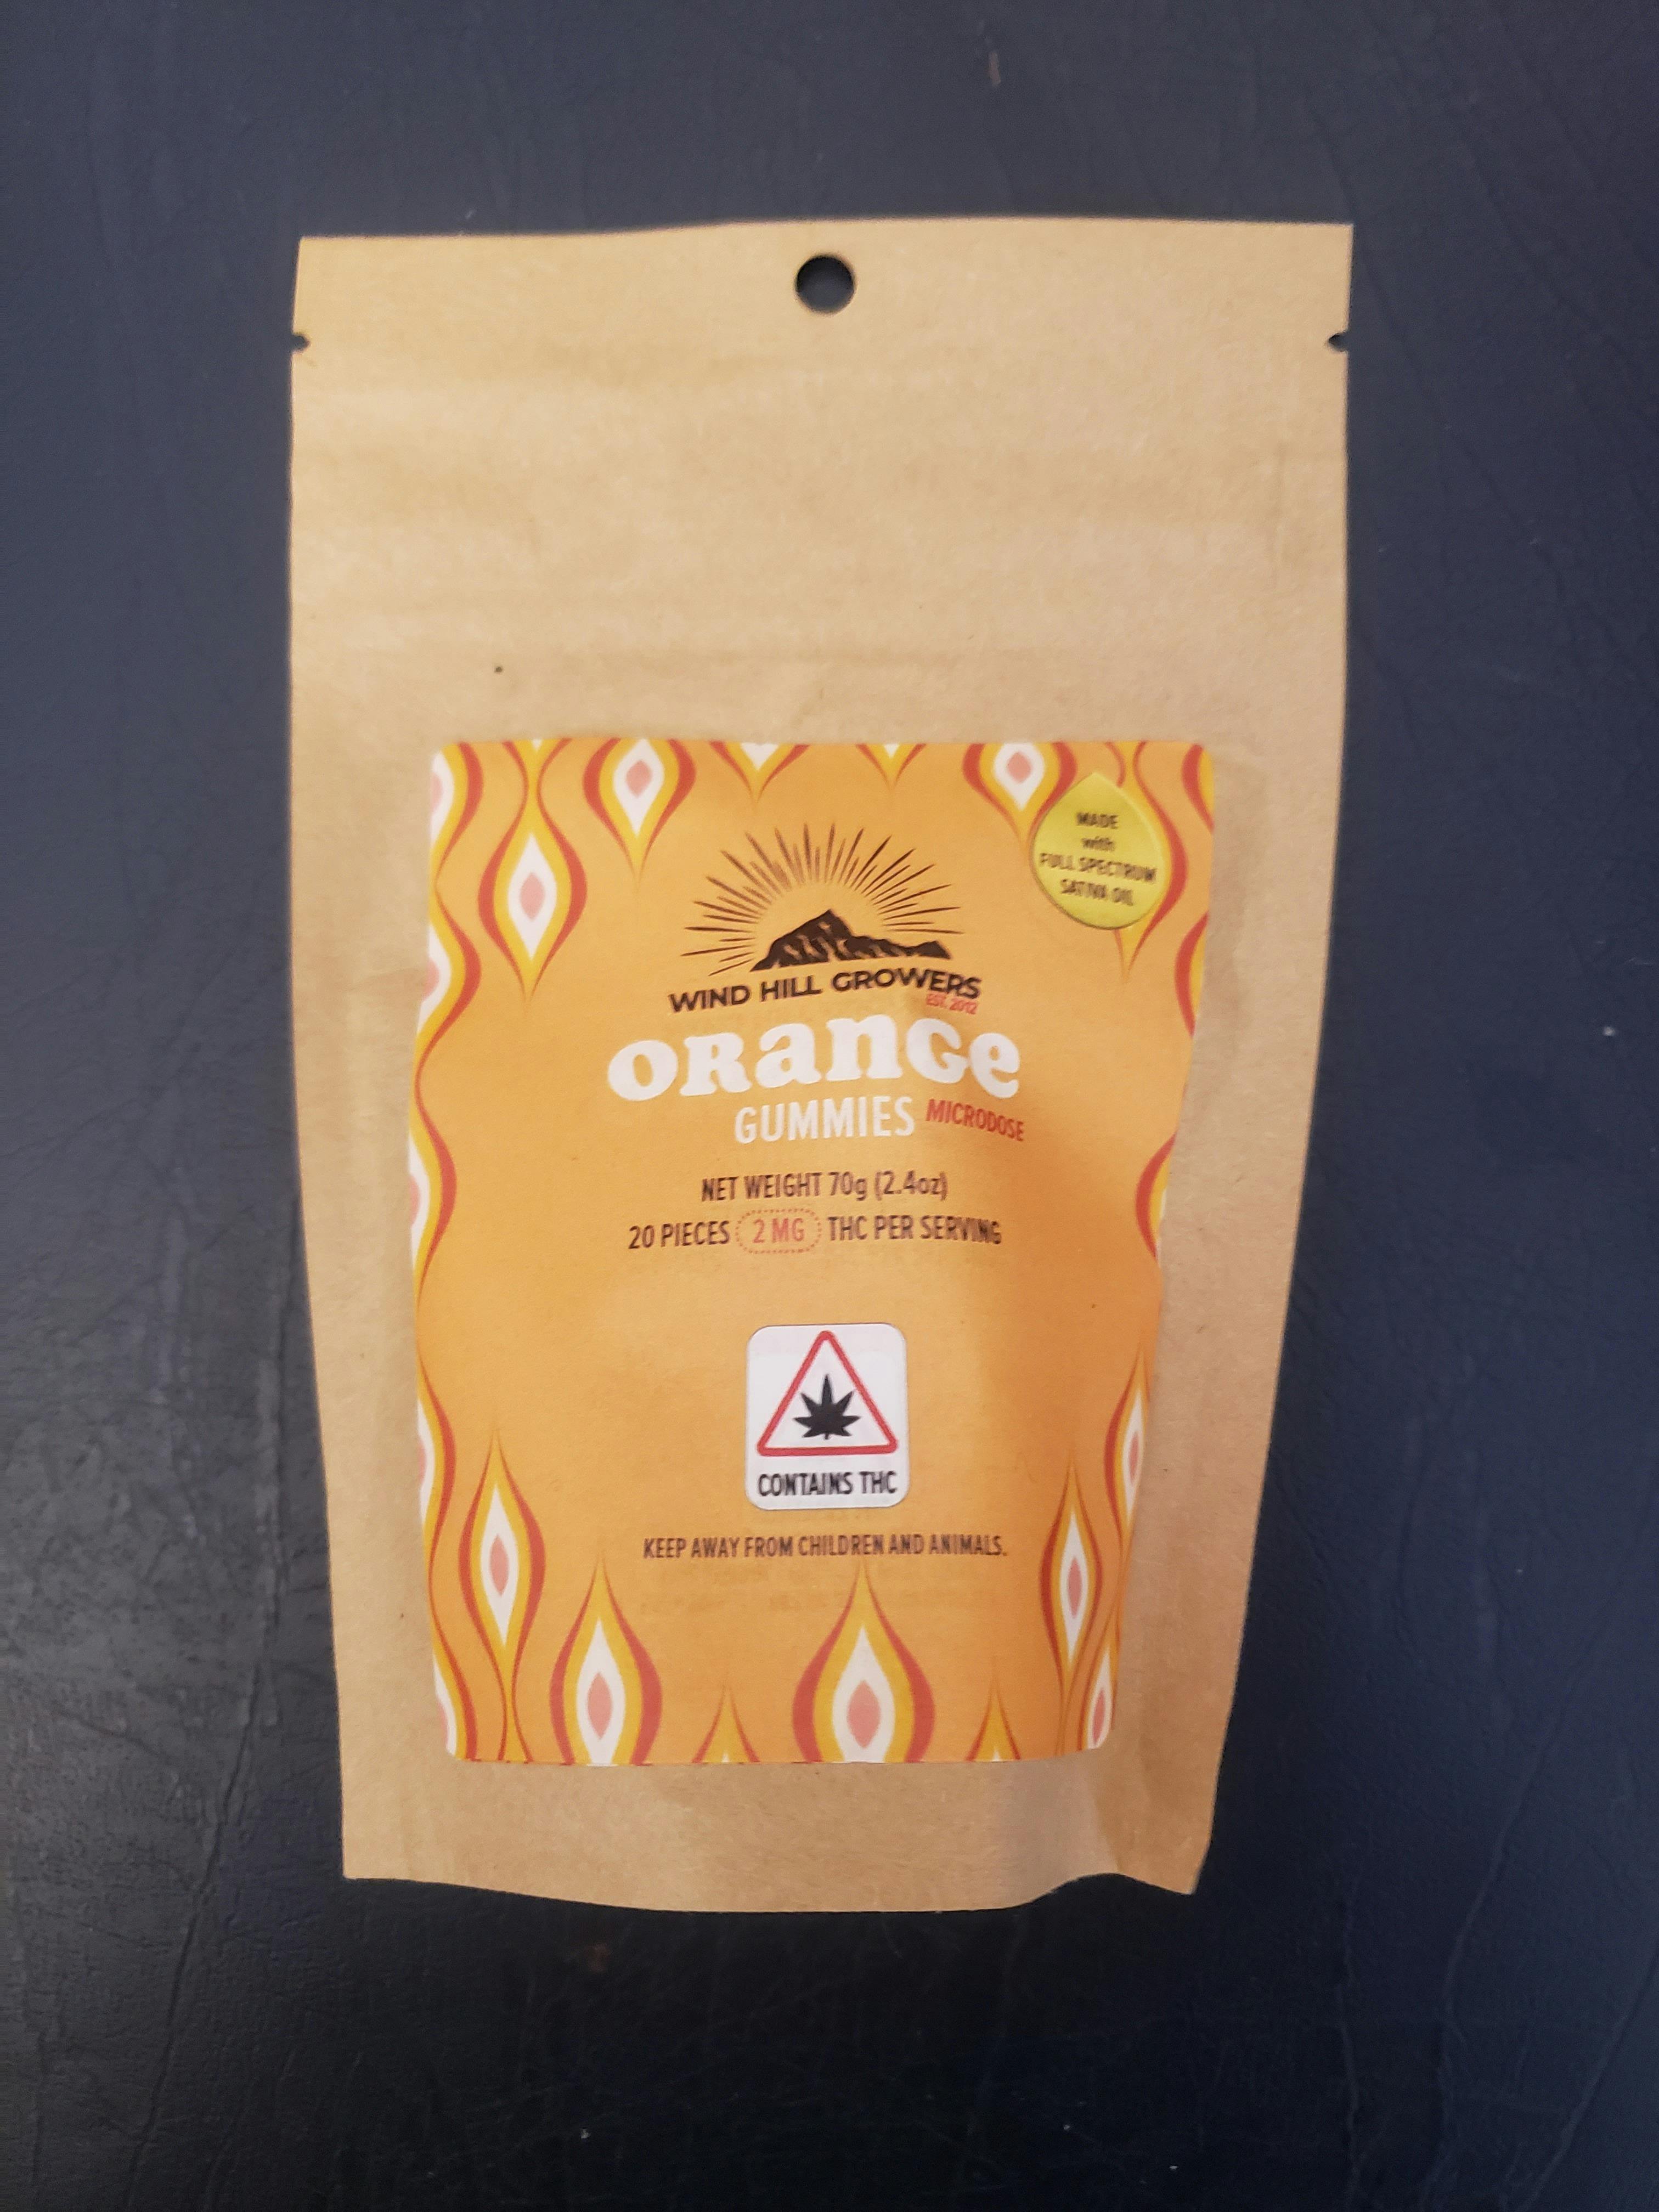 MADE
with
FULL SPECTRUM
SATIVA OIL
WIND HILL GROWERS
EST. 2012
ORANGE
GUMMIES MICRODOSE
NET WEIGHT 70g (2.4oz)
20 PIECES 2 MG THC PER SERVING
CONTAINS THC
KEEP AWAY FROM CHILDREN AND ANIMALS.